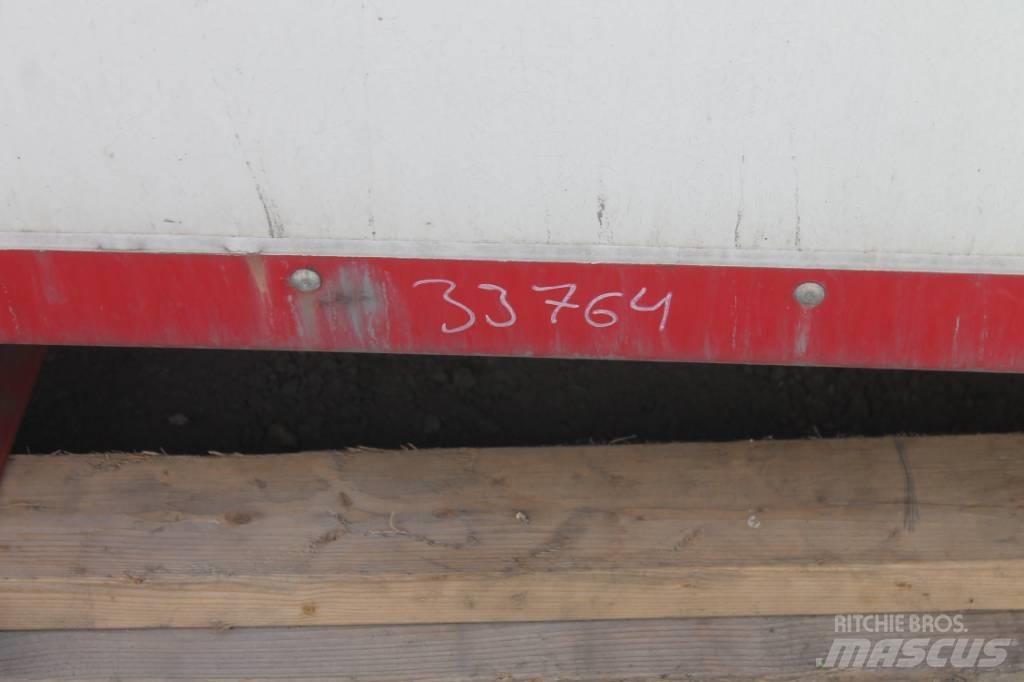 33764
RITCHIE BROS.
MASCUS